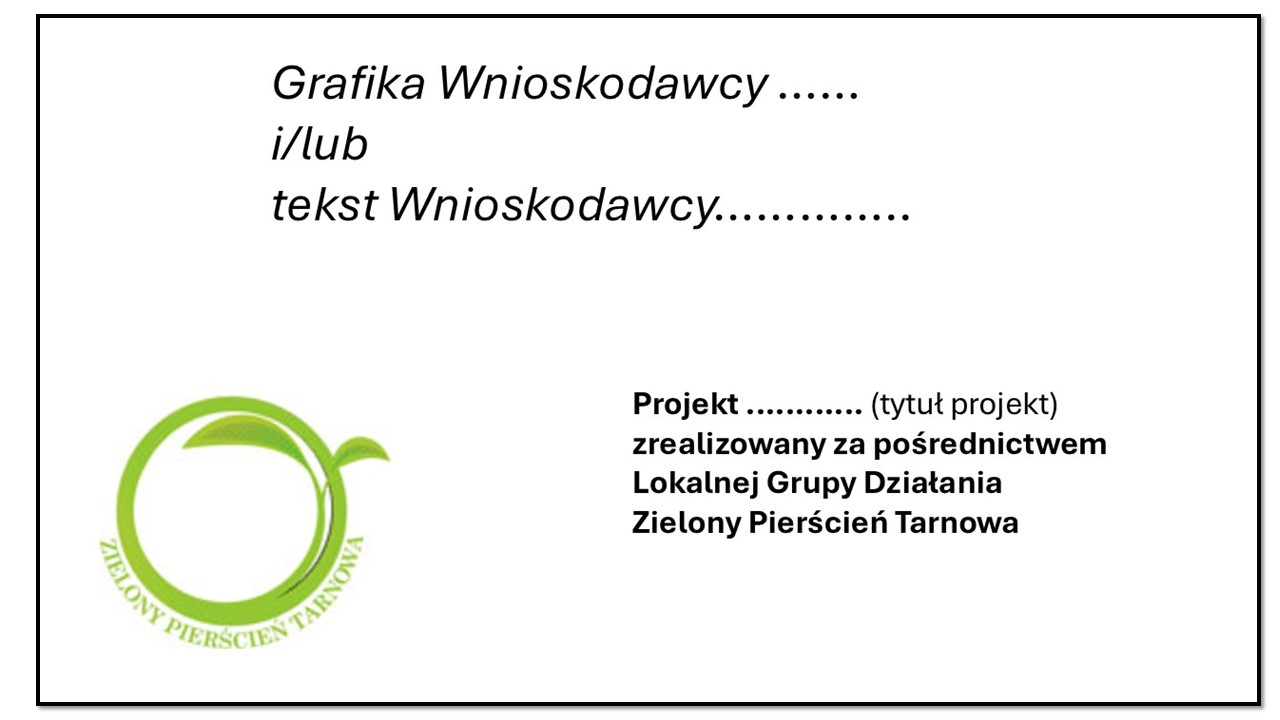 Grafika Wnioskodawcy ......
i/lub
tekst Wnioskodawcy..............
Projekt ............ (tytuł projekt)
zrealizowany za pośrednictwem
Lokalnej Grupy Działania
Zielony Pierścień Tarnowa
ZIELONY PIERŚCIEŃ TARNOWA